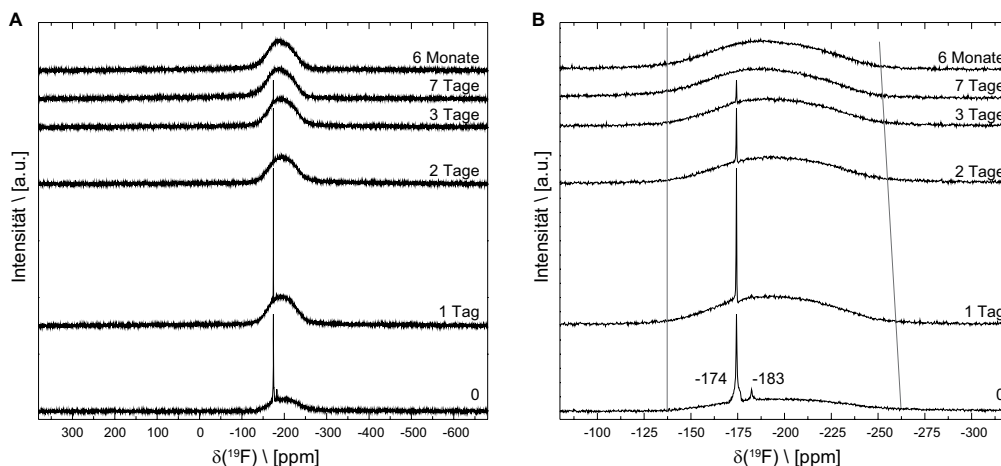 A
6 Monate
7 Tage
3 Tage
2 Tage
1 Tag
0
Intensität \ [a.u.]
300 200 100 0 -100 -200 -300 -400 -500 -600
δ(¹⁹F) \ [ppm]
B
6 Monate
7 Tage
3 Tage
2 Tage
1 Tag
-174 -183
0
Intensität \ [a.u.]
-100 -125 -150 -175 -200 -225 -250 -275 -300
δ(¹⁹F) \ [ppm]